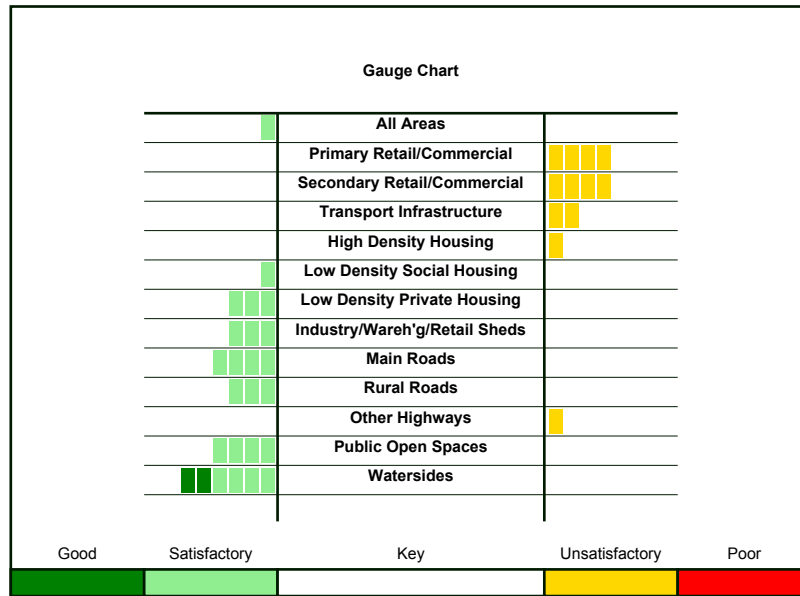 Gauge Chart
All Areas
Primary Retail/Commercial
Secondary Retail/Commercial
Transport Infrastructure
High Density Housing
Low Density Social Housing
Low Density Private Housing
Industry/Wareh'g/Retail Sheds
Main Roads
Rural Roads
Other Highways
Public Open Spaces
Watersides
Good Satisfactory Key Unsatisfactory Poor